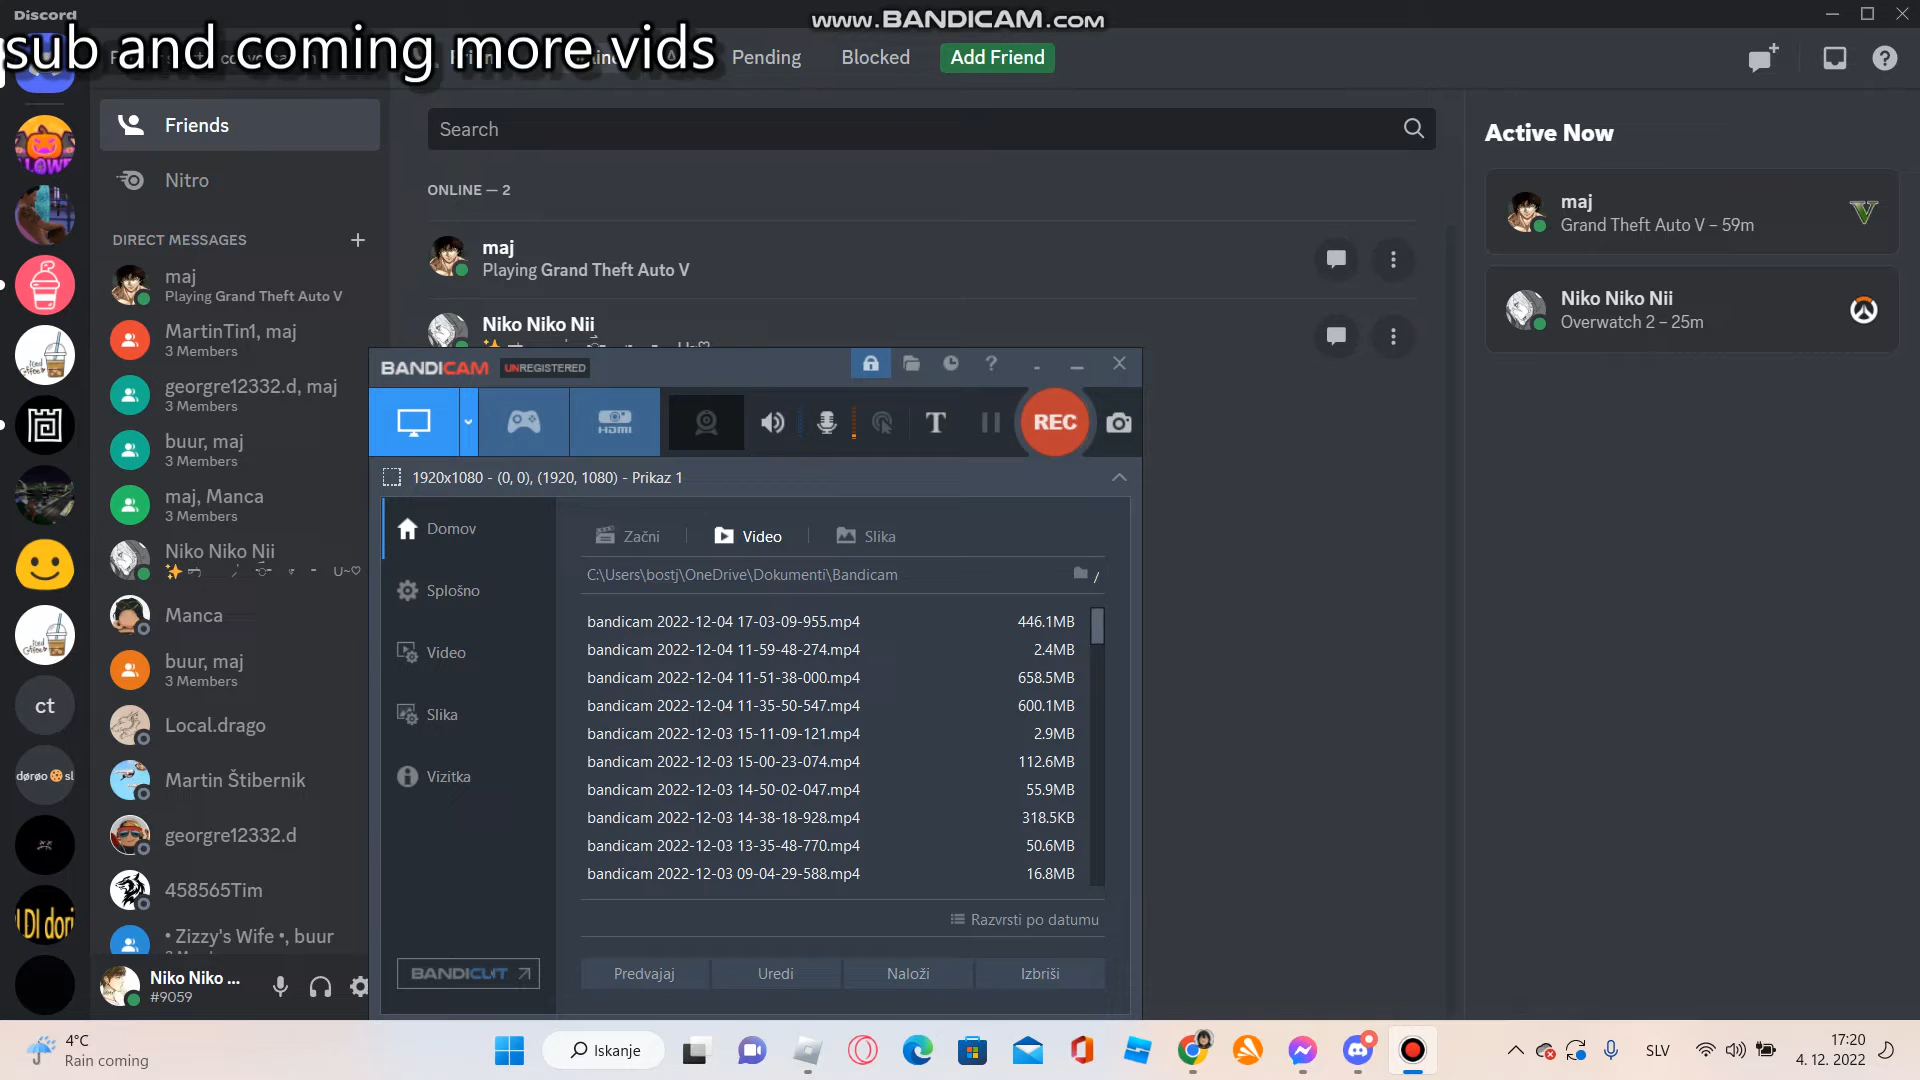 Discord
www.BANDICAM.com
sub and coming more vids
Pending
Blocked
Add Friend
Friends
Nitro
DIRECT MESSAGES
maj
Playing Grand Theft Auto V
MartinTin1, maj
3 Members
georgre12332.d, maj
3 Members
buur, maj
3 Members
maj, Manca
3 Members
Niko Niko Nii
Manca
buur, maj
3 Members
Local.drago
Martin Štibernik
georgre12332.d
458565Tim
• Zizzy's Wife •, buur
Niko Niko ...
#9059
ct
Search
ONLINE — 2
maj
Playing Grand Theft Auto V
Niko Niko Nii
Active Now
maj
Grand Theft Auto V – 59m
Niko Niko Nii
Overwatch 2 – 25m
BANDICAM UNREGISTERED
HDMI
T
REC
1920x1080 - (0, 0), (1920, 1080) - Prikaz 1
Domov
Splošno
Video
Slika
Vizitka
BANDICUT
Začni
Video
Slika
C:\Users\bostj\OneDrive\Dokumenti\Bandicam
bandicam 2022-12-04 17-03-09-955.mp4 446.1MB
bandicam 2022-12-04 11-59-48-274.mp4 2.4MB
bandicam 2022-12-04 11-51-38-000.mp4 658.5MB
bandicam 2022-12-04 11-35-50-547.mp4 600.1MB
bandicam 2022-12-03 15-11-09-121.mp4 2.9MB
bandicam 2022-12-03 15-00-23-074.mp4 112.6MB
bandicam 2022-12-03 14-50-02-047.mp4 55.9MB
bandicam 2022-12-03 14-38-18-928.mp4 318.5KB
bandicam 2022-12-03 13-35-48-770.mp4 50.6MB
bandicam 2022-12-03 09-04-29-588.mp4 16.8MB
Razvrsti po datumu
Predvajaj
Uredi
Naloži
Izbriši
4°C
Rain coming
Iskanje
SLV
17:20
4. 12. 2022